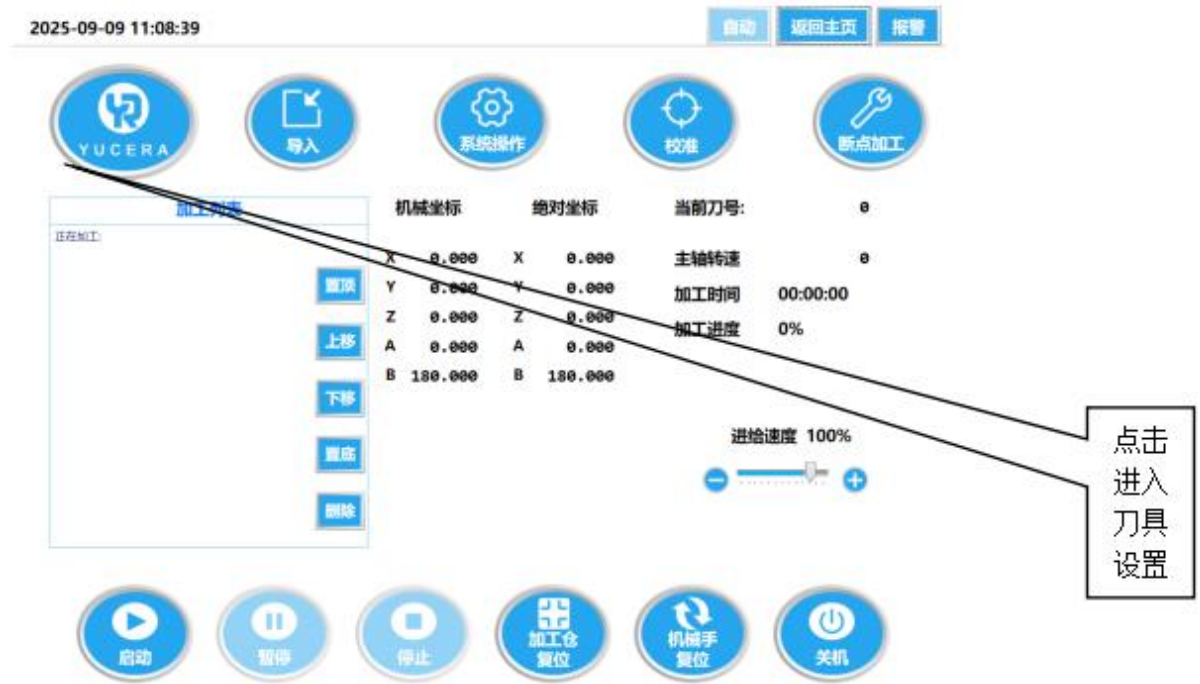 2025-09-09 11:08:39
自动 返回主页 报警
YUCERA
导入
系统操作
校准
断点加工
加工列表
正在加工:
置顶
上移
下移
置底
删除
机械坐标 绝对坐标
X 0.000 X 0.000
Y 0.000 Y 0.000
Z 0.000 Z 0.000
A 0.000 A 0.000
B 180.000 B 180.000
当前刀号: 0
主轴转速 0
加工时间 00:00:00
加工进度 0%
进给速度 100%
点击
进入
刀具
设置
启动
暂停
停止
加工仓
复位
机械手
复位
关机